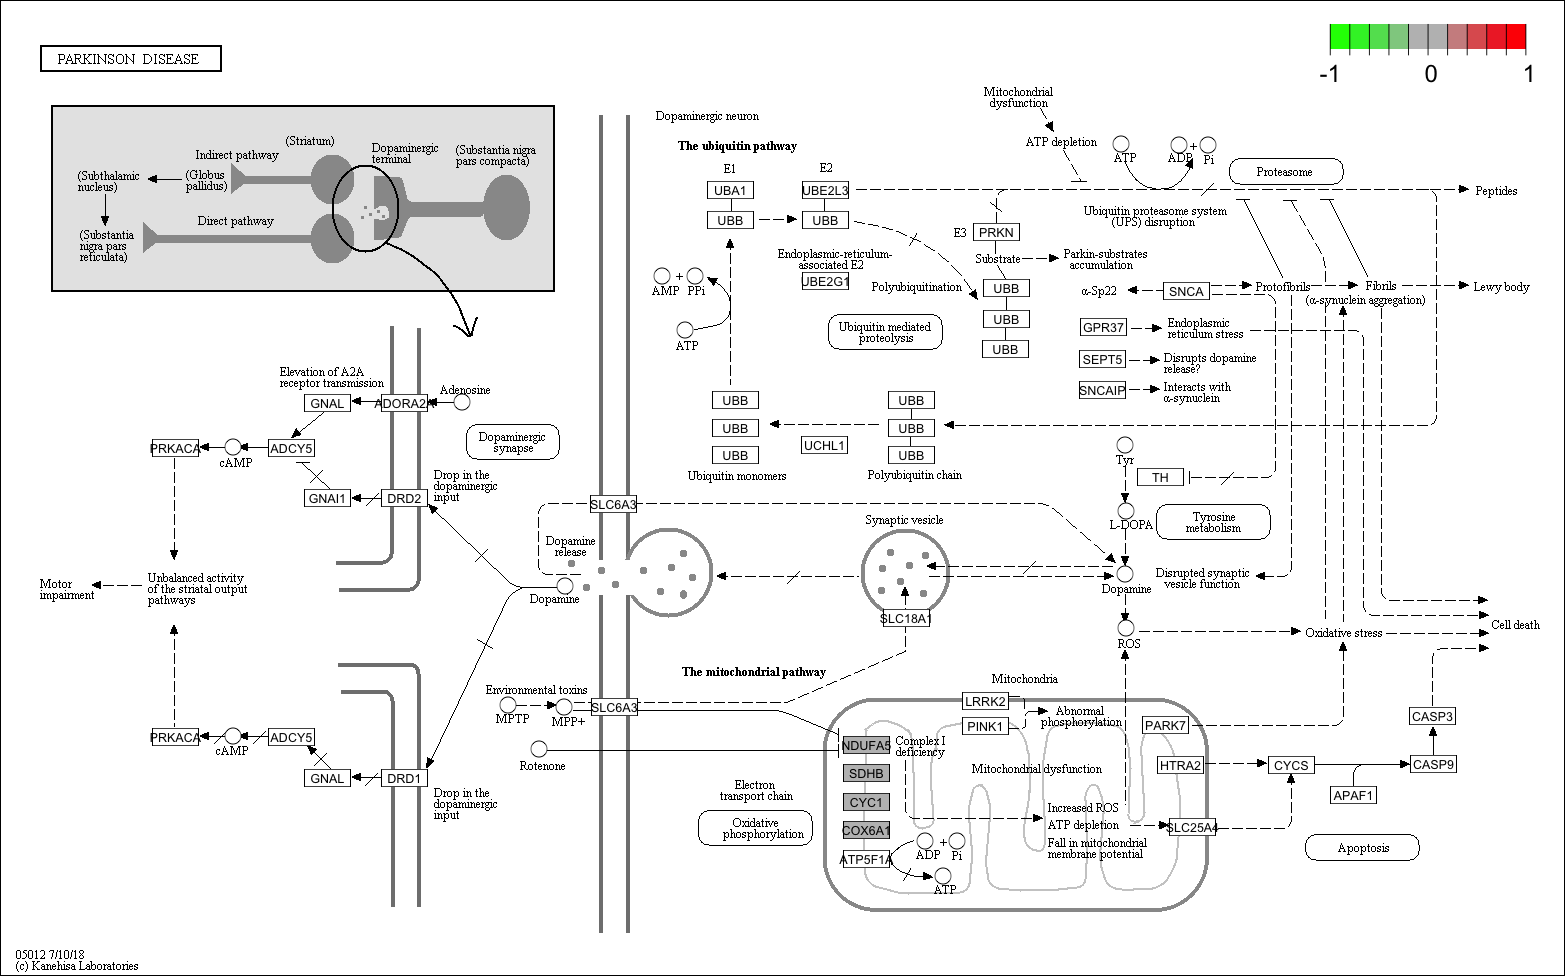 PARKINSON DISEASE
-1
0
1
(Striatum)
Indirect pathway
(Subthalamic
nucleus)
(Globus
pallidus)
Dopaminergic
terminal
(Substantia nigra
pars compacta)
Direct pathway
(Substantia
nigra pars
reticulata)
Dopaminergic neuron
The ubiquitin pathway
E1
UBA1
UBB
E2
UBE2L3
UBB
Endoplasmic-reticulum-
associated E2
UBE2G1
AMP
+
PPi
ATP
Polyubiquitination
Ubiquitin mediated
proteolysis
Mitochondrial
dysfunction
ATP depletion
ATP
ADP
+
Pi
Proteasome
Peptides
Ubiquitin proteasome system
(UPS) disruption
E3
PRKN
Substrate
Parkin-substrates
accumulation
UBB
UBB
UBB
α-Sp22
SNCA
Protofibrils
Fibrils
(α-synuclein aggregation)
Lewy body
GPR37
Endoplasmic
reticulum stress
SEPT5
Disrupts dopamine
release?
SNCAIP
Interacts with
α-synuclein
UBB
UBB
UBB
Ubiquitin monomers
UCHL1
UBB
UBB
UBB
Polyubiquitin chain
Elevation of A2A
receptor transmission
GNAL
ADORA2A
Adenosine
PRKACA
cAMP
ADCY5
Dopaminergic
synapse
GNAI1
DRD2
Drop in the
dopaminergic
input
SLC6A3
Dopamine
release
Dopamine
Synaptic vesicle
SLC18A1
Tyr
TH
L-DOPA
Tyrosine
metabolism
Dopamine
Disrupted synaptic
vesicle function
ROS
Oxidative stress
Cell death
Motor
impairment
Unbalanced activity
of the striatal output
pathways
PRKACA
cAMP
ADCY5
GNAL
DRD1
Drop in the
dopaminergic
input
The mitochondrial pathway
Environmental toxins
MPTP
MPP+
SLC6A3
Rotenone
Mitochondria
LRRK2
PINK1
Abnormal
phosphorylation
PARK7
NDUFA5
Complex I
deficiency
SDHB
CYC1
COX6A1
ATP5F1A
Mitochondrial dysfunction
HTRA2
Electron
transport chain
Oxidative
phosphorylation
Increased ROS
ATP depletion
Fall in mitochondrial
membrane potential
ADP
+
Pi
ATP
SLC25A4
CYCS
APAF1
CASP9
CASP3
Apoptosis
05012 7/10/18
(c) Kanehisa Laboratories